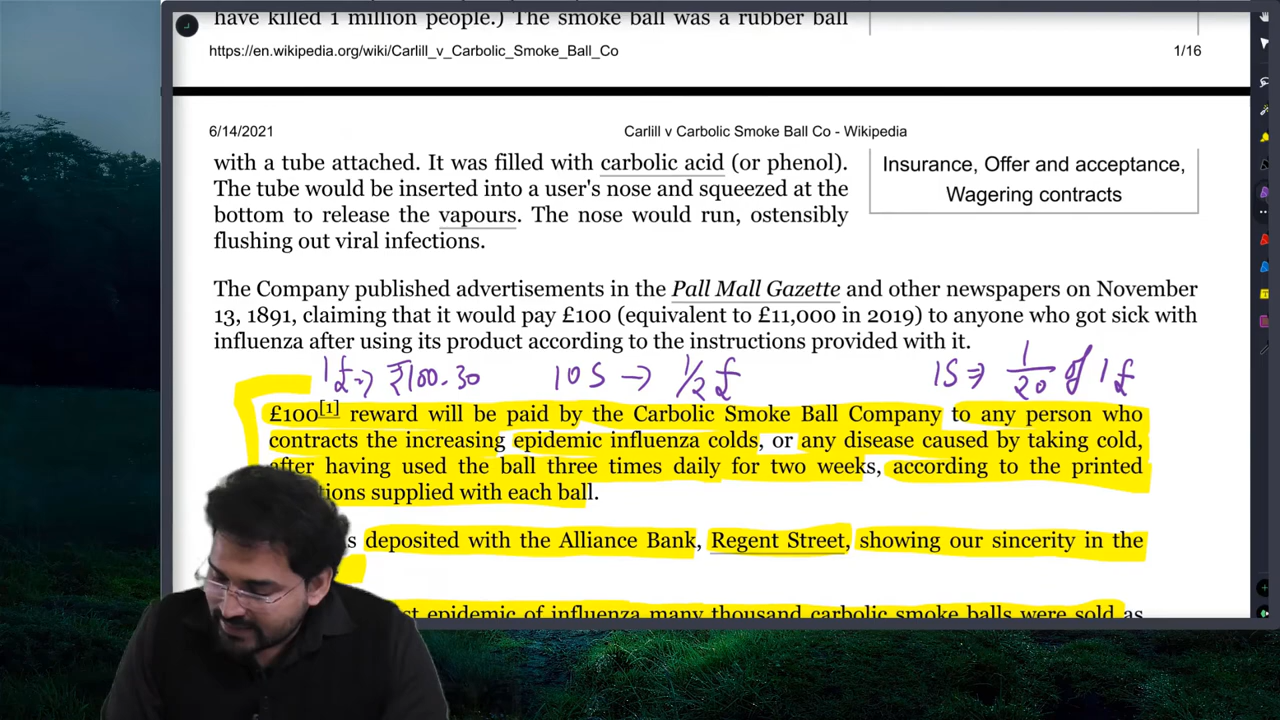 have killed 1 million people.) The smoke ball was a rubber ball
https://en.wikipedia.org/wiki/Carlill_v_Carbolic_Smoke_Ball_Co 1/16
6/14/2021 Carlill v Carbolic Smoke Ball Co - Wikipedia
with a tube attached. It was filled with carbolic acid (or phenol).
The tube would be inserted into a user's nose and squeezed at the
bottom to release the vapours. The nose would run, ostensibly
flushing out viral infections.
Insurance, Offer and acceptance,
Wagering contracts
The Company published advertisements in the Pall Mall Gazette and other newspapers on November
13, 1891, claiming that it would pay £100 (equivalent to £11,000 in 2019) to anyone who got sick with
influenza after using its product according to the instructions provided with it.
1£ => ₹100.30 10S → 1/2 £ 1S => 1/20 of 1£
£100[1] reward will be paid by the Carbolic Smoke Ball Company to any person who
contracts the increasing epidemic influenza colds, or any disease caused by taking cold,
after having used the ball three times daily for two weeks, according to the printed
tions supplied with each ball.
s deposited with the Alliance Bank, Regent Street, showing our sincerity in the
st epidemic of influenza many thousand carbolic smoke balls were sold as